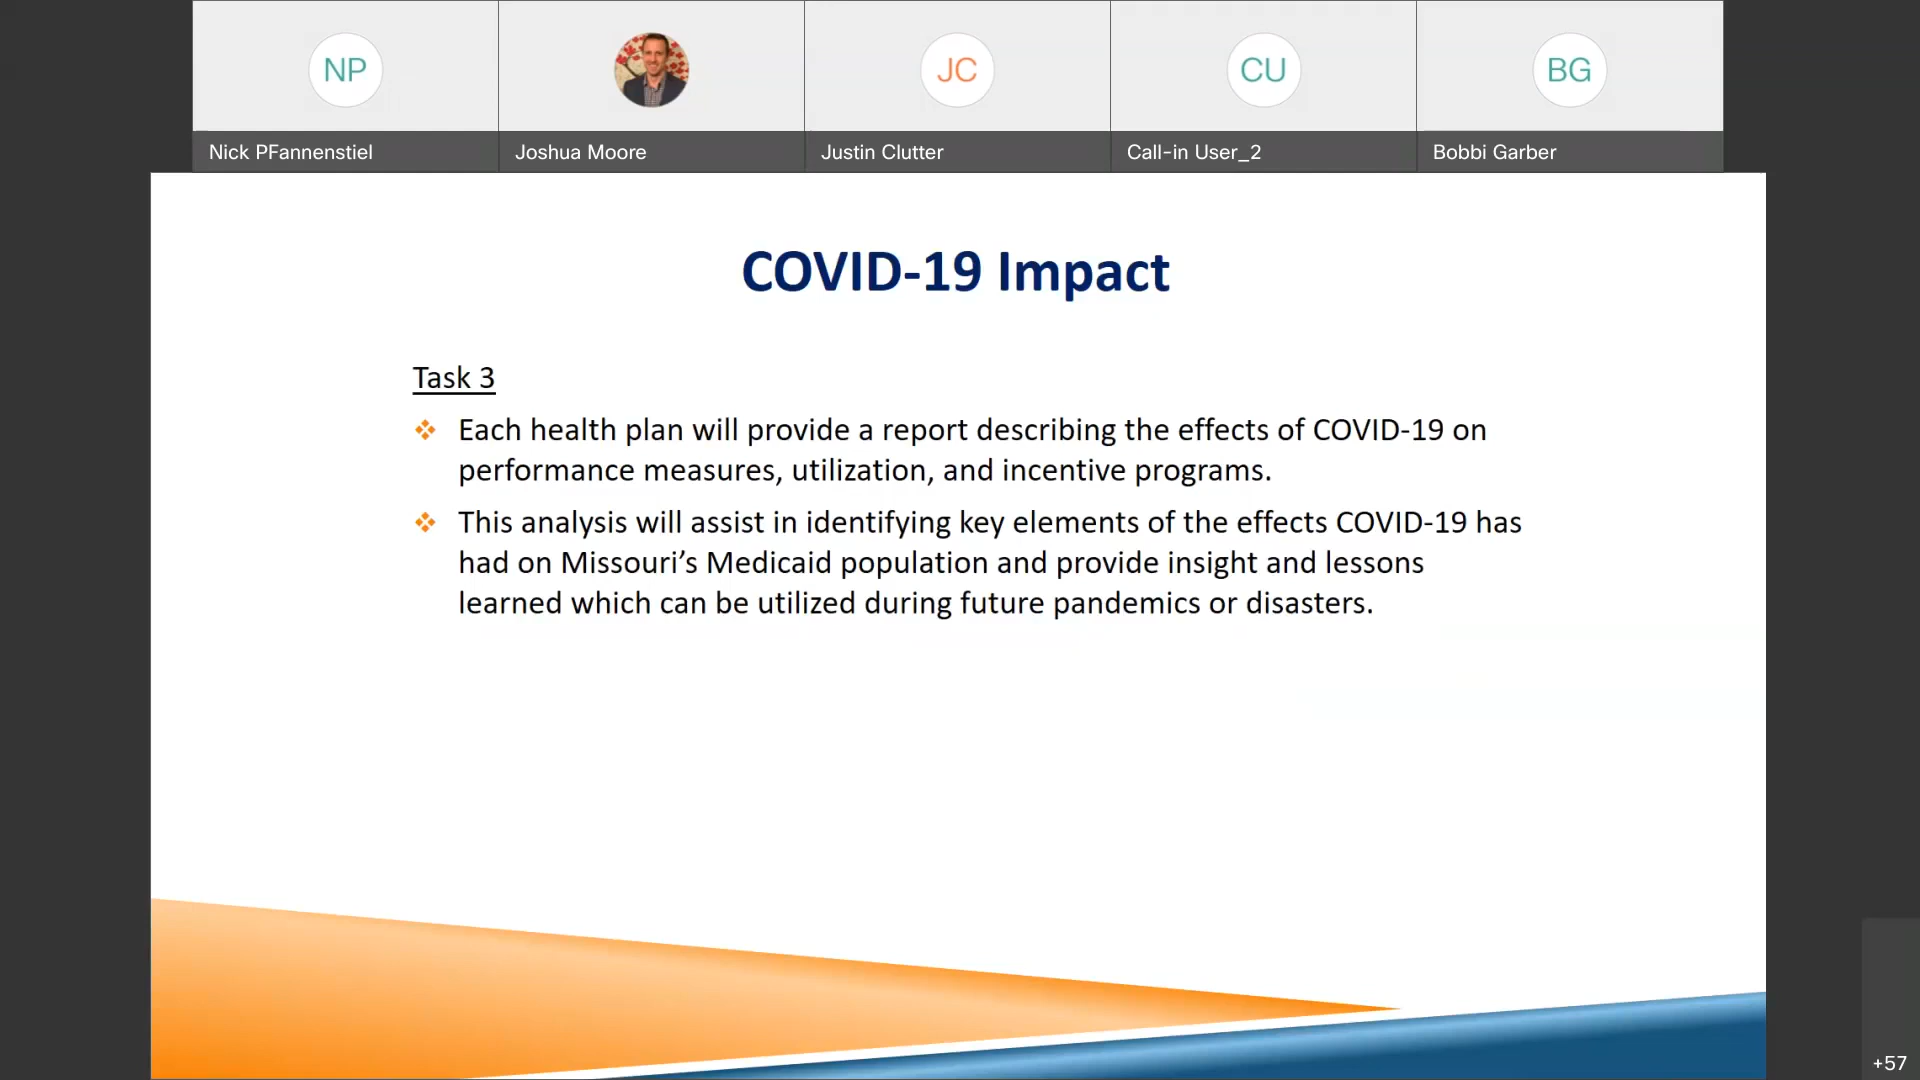 NP
JC
CU
BG
Nick PFannenstiel
Joshua Moore
Justin Clutter
Call-in User_2
Bobbi Garber
COVID-19 Impact
Task 3
Each health plan will provide a report describing the effects of COVID-19 on
performance measures, utilization, and incentive programs.
This analysis will assist in identifying key elements of the effects COVID-19 has
had on Missouri’s Medicaid population and provide insight and lessons
learned which can be utilized during future pandemics or disasters.
+57